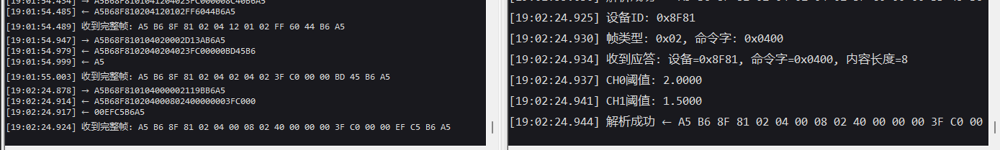 [19:01:54.434] → A5B68F8101041204023FC000008C40B6A5
[19:01:54.485] ← A5B68F810204120102FF6044B6A5
[19:01:54.489] 收到完整帧: A5 B6 8F 81 02 04 12 01 02 FF 60 44 B6 A5
[19:01:54.947] → A5B68F810104020002D13AB6A5
[19:01:54.979] ← A5B68F8102040204023FC00000BD45B6
[19:01:54.999] ← A5
[19:01:55.003] 收到完整帧: A5 B6 8F 81 02 04 02 04 02 3F C0 00 00 BD 45 B6 A5
[19:02:24.878] → A5B68F810104000002119BB6A5
[19:02:24.914] ← A5B68F810204000802400000003FC000
[19:02:24.917] ← 00EFC5B6A5
[19:02:24.924] 收到完整帧: A5 B6 8F 81 02 04 00 08 02 40 00 00 00 3F C0 00 00 EF C5 B6 A5
[19:02:24.925] 设备ID: 0x8F81
[19:02:24.930] 帧类型: 0x02, 命令字: 0x0400
[19:02:24.934] 收到应答: 设备=0x8F81, 命令字=0x0400, 内容长度=8
[19:02:24.937] CH0阈值: 2.0000
[19:02:24.941] CH1阈值: 1.5000
[19:02:24.944] 解析成功 ← A5 B6 8F 81 02 04 00 08 02 40 00 00 00 3F C0 00